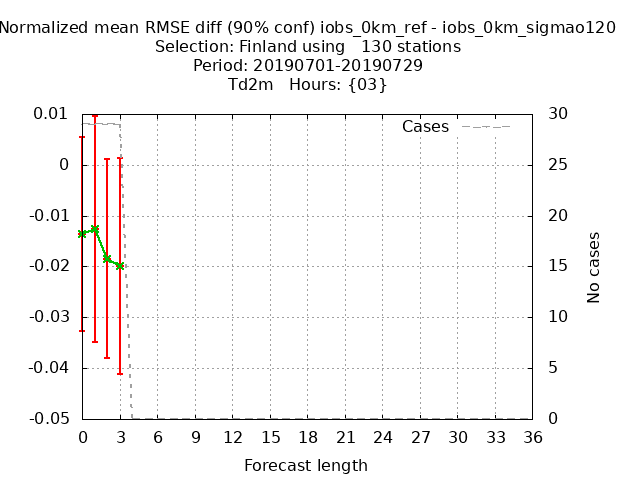 Normalized mean RMSE diff (90% conf) iobs_0km_ref - iobs_0km_sigmao120
Selection: Finland using   130 stations
Period: 20190701-20190729
Td2m   Hours: {03}
0.01
0
-0.01
-0.02
-0.03
-0.04
-0.05
Cases
30
25
20
15
10
5
0
No cases
0 3 6 9 12 15 18 21 24 27 30 33 36
Forecast length